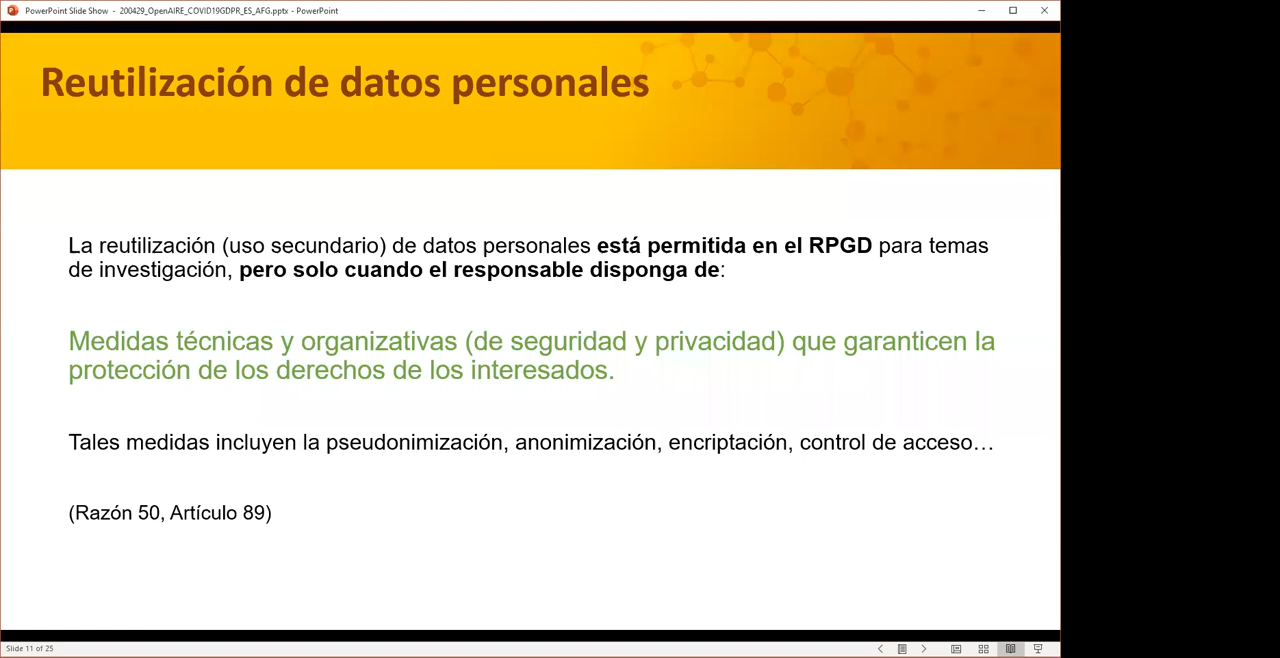 PowerPoint Slide Show - 200429_OpenAIRE_COVID19GDPR_ES_AFG.pptx - PowerPoint
Reutilización de datos personales
La reutilización (uso secundario) de datos personales está permitida en el RPGD para temas
de investigación, pero solo cuando el responsable disponga de:
Medidas técnicas y organizativas (de seguridad y privacidad) que garanticen la
protección de los derechos de los interesados.
Tales medidas incluyen la pseudonimización, anonimización, encriptación, control de acceso…
(Razón 50, Artículo 89)
Slide 11 of 25